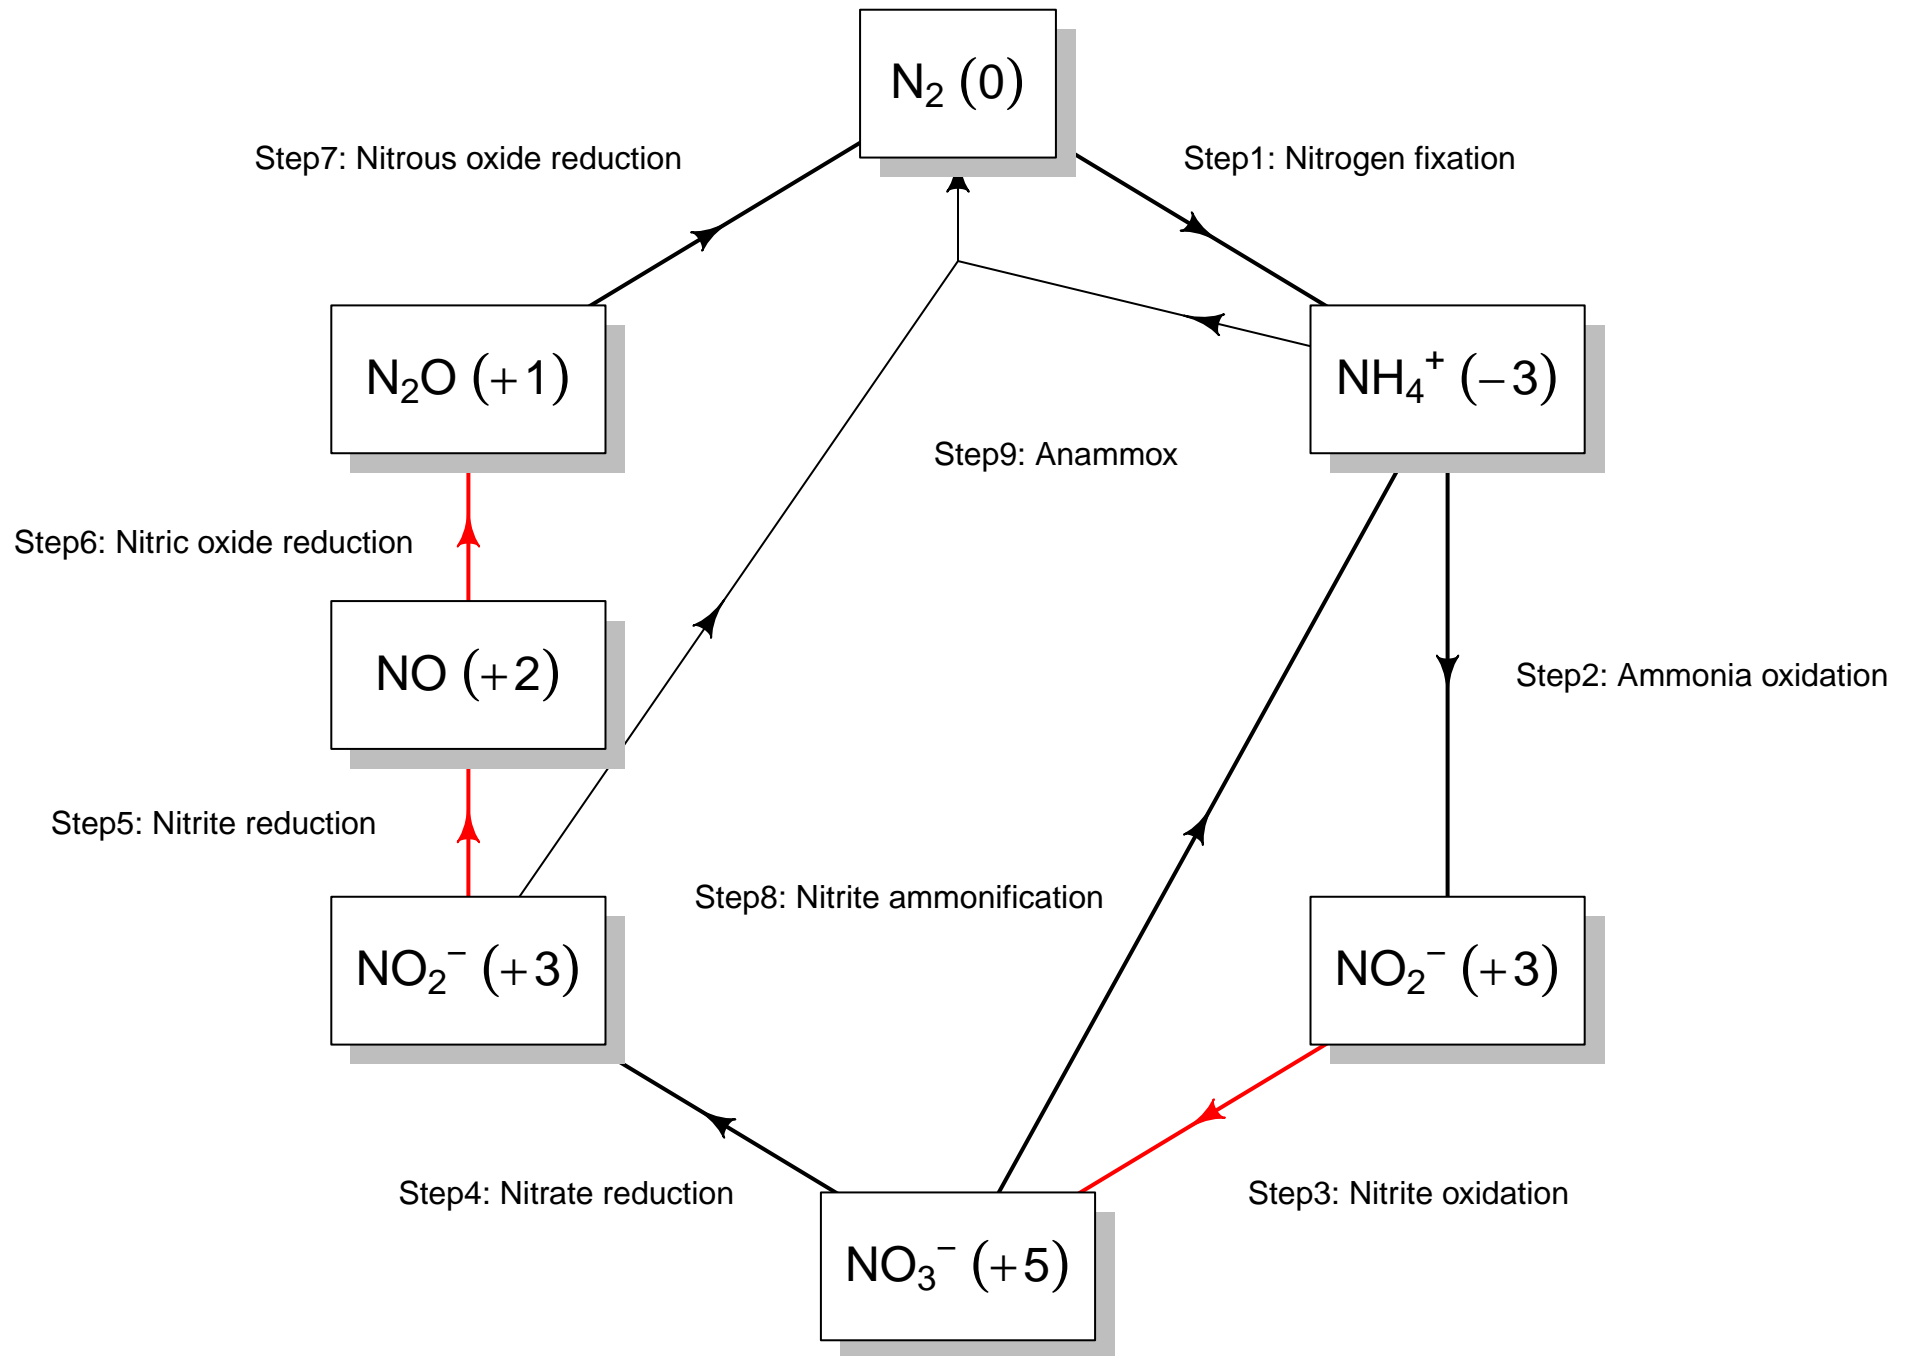 N₂ (0)
Step7: Nitrous oxide reduction
Step1: Nitrogen fixation
N₂O (+1)
NH₄⁺ (−3)
Step9: Anammox
Step6: Nitric oxide reduction
NO (+2)
Step2: Ammonia oxidation
Step5: Nitrite reduction
Step8: Nitrite ammonification
NO₂⁻ (+3)
NO₂⁻ (+3)
Step4: Nitrate reduction
Step3: Nitrite oxidation
NO₃⁻ (+5)